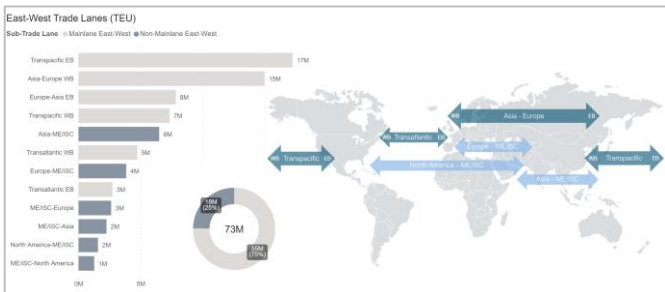 East-West Trade Lanes (TEU)
Sub-Trade Lane Mainlane East-West Non-Mainlane East-West
Transpacific EB 17M
Asia-Europe WB 15M
Europe-Asia EB 8M
Transpacific WB 7M
Asia-ME/ISC 6M
Transatlantic WB 5M
Europe-ME/ISC 4M
Transatlantic EB 3M
ME/ISC-Europe 3M
ME/ISC-Asia 2M
North America-ME/ISC 2M
ME/ISC-North America 1M
0M 5M
18M
(25%)
73M
55M
(75%)
WB Asia - Europe EB
WB Transatlantic EB
Europe – ME/ISC
WB Transpacific EB
North America – ME/ISC
WB Transpacific EB
Asia – ME/ISC